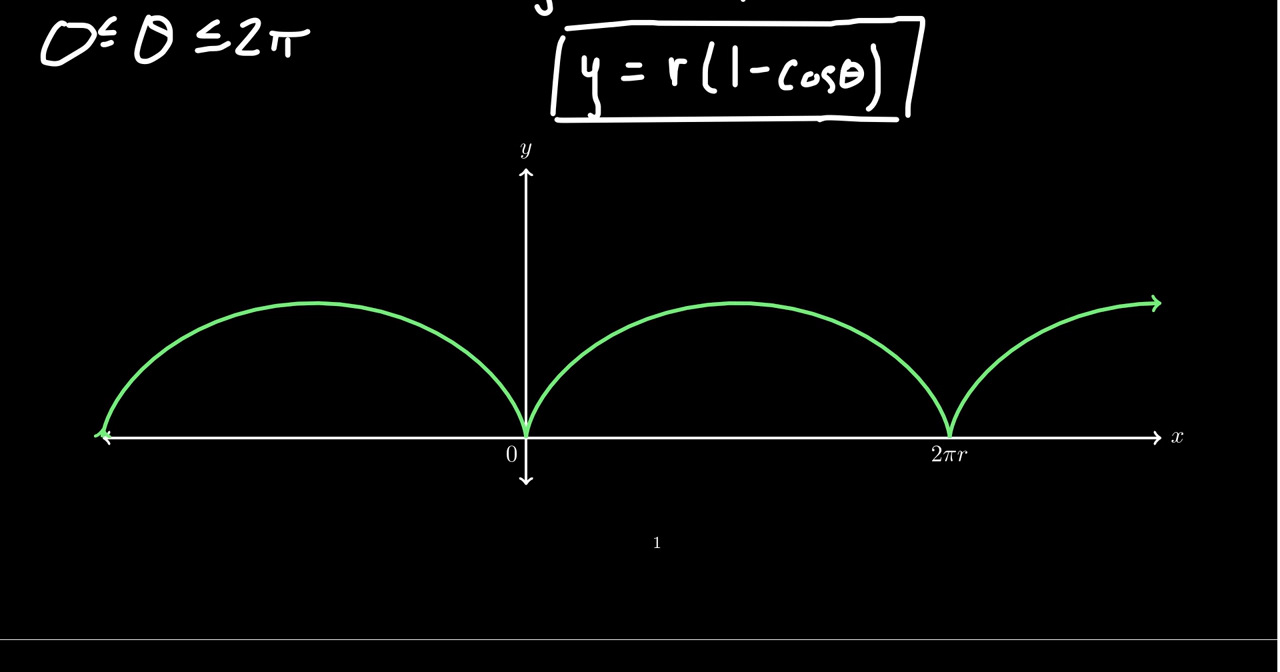 0 ≤ θ ≤ 2π
y = r(1-cosθ)
y
x
0
2πr
1